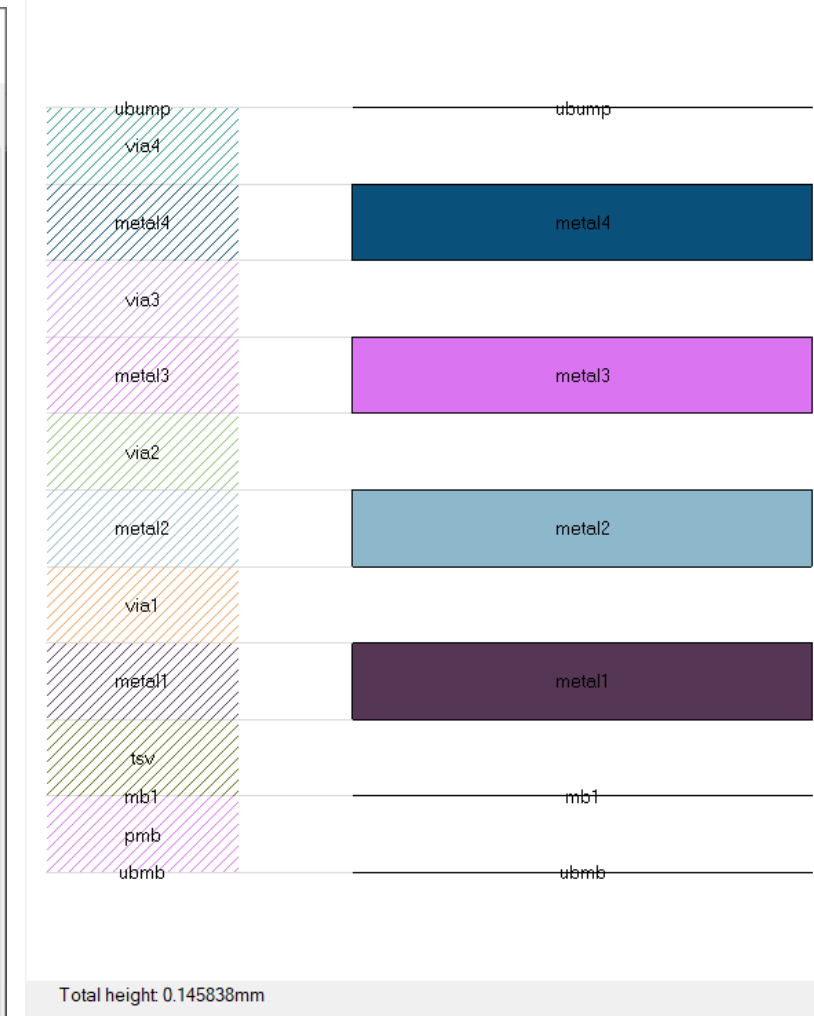 ubump ubump
via4
metal4 metal4
via3
metal3 metal3
via2
metal2 metal2
via1
metal1 metal1
tsv
mb1 mb1
pmb
ubmb ubmb
Total height: 0.145838mm